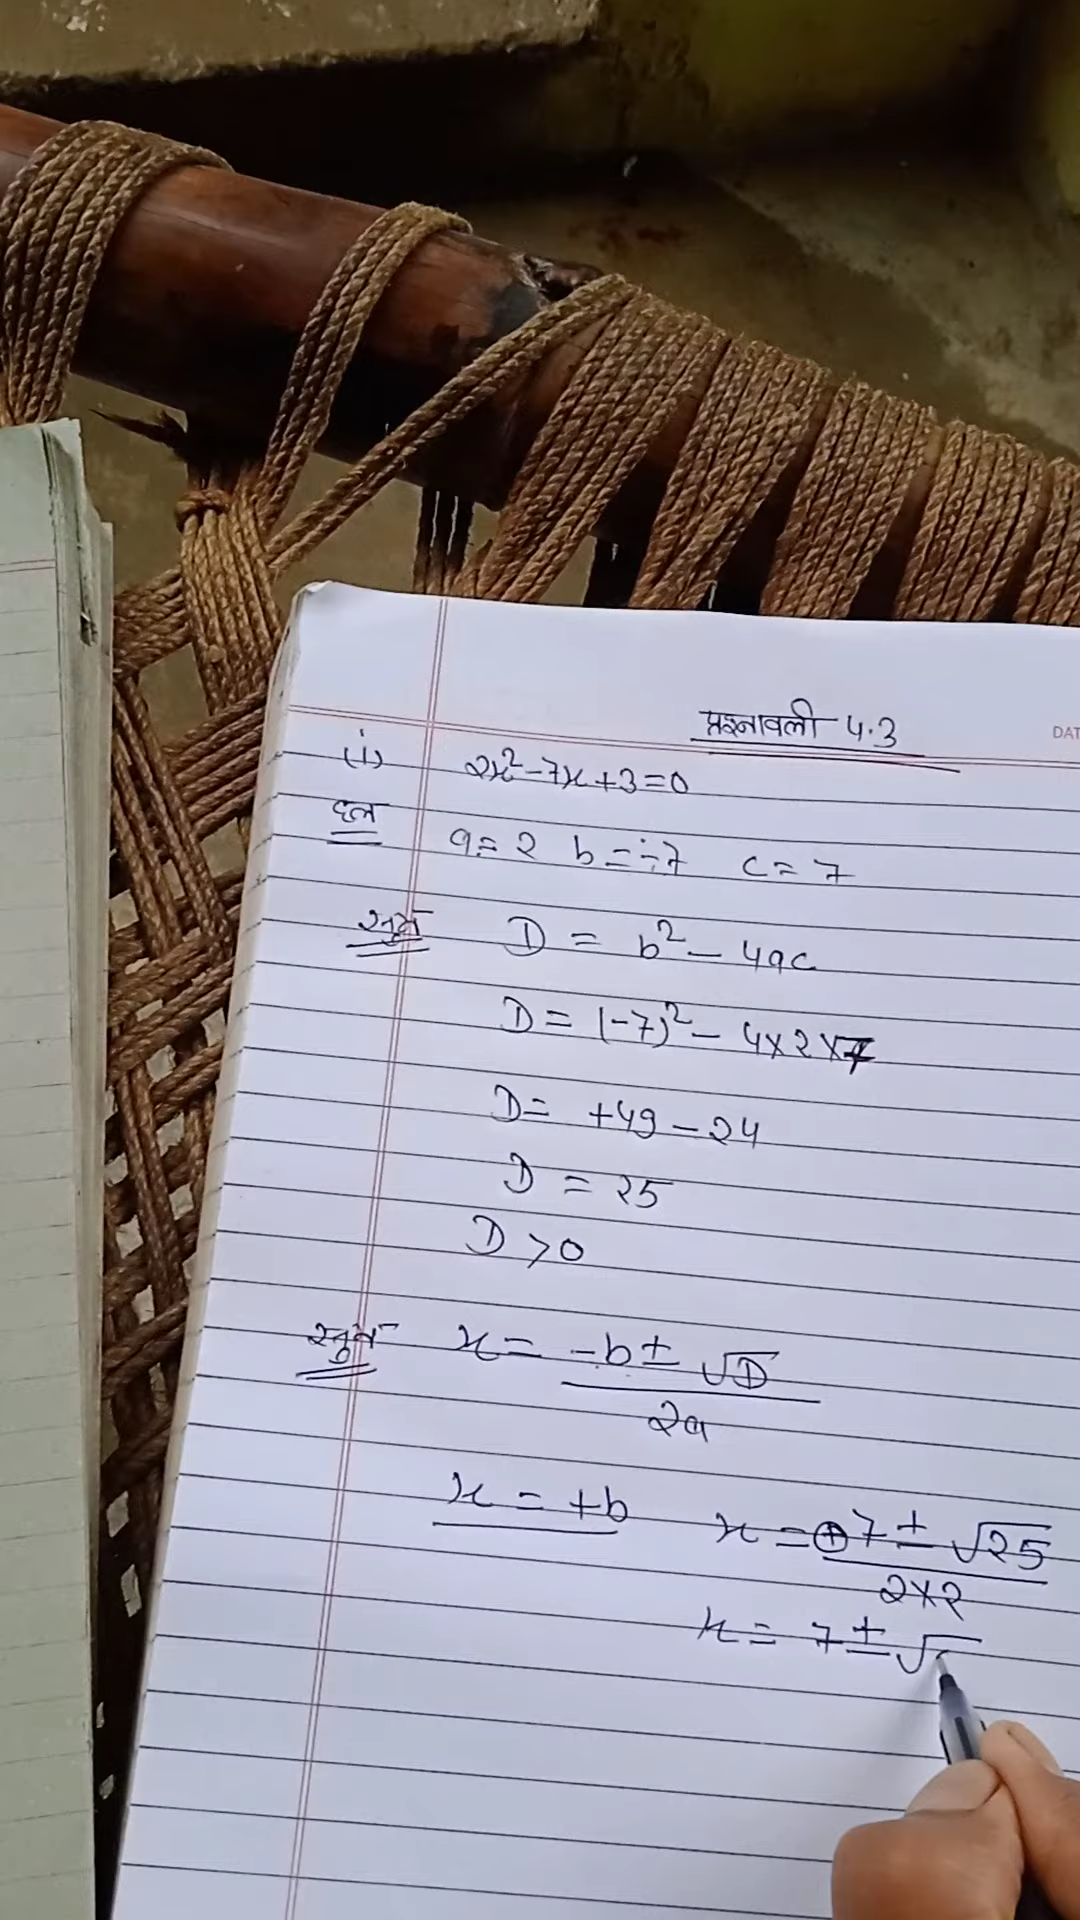 प्रश्नावली 4.3
DAT
(i) 2x² - 7x + 3 = 0
हल a = 2 b = -7 c = 7
सुत्र D = b² - 4ac
D = (-7)² - 4×2×7
D = +49 - 24
D = 25
D > 0
सुत्र x = -b ± √D / 2a
x = +b x = +7 ± √25 / 2×2
x = 7 ± √